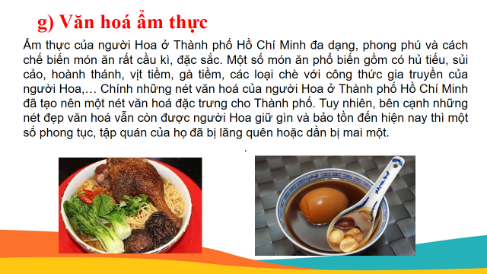 g) Văn hoá ẩm thực
Ẩm thực của người Hoa ở Thành phố Hồ Chí Minh đa dạng, phong phú và cách
chế biến món ăn rất cầu kì, đặc sắc. Một số món ăn phổ biến gồm có hủ tiếu, sủi
cảo, hoành thánh, vịt tiềm, gà tiềm, các loại chè với công thức gia truyền của
người Hoa,… Chính những nét văn hoá của người Hoa ở Thành phố Hồ Chí Minh
đã tạo nên một nét văn hoá đặc trưng cho Thành phố. Tuy nhiên, bên cạnh những
nét đẹp văn hoá vẫn còn được người Hoa giữ gìn và bảo tồn đến hiện nay thì một
số phong tục, tập quán của họ đã bị lãng quên hoặc dần bị mai một.
.